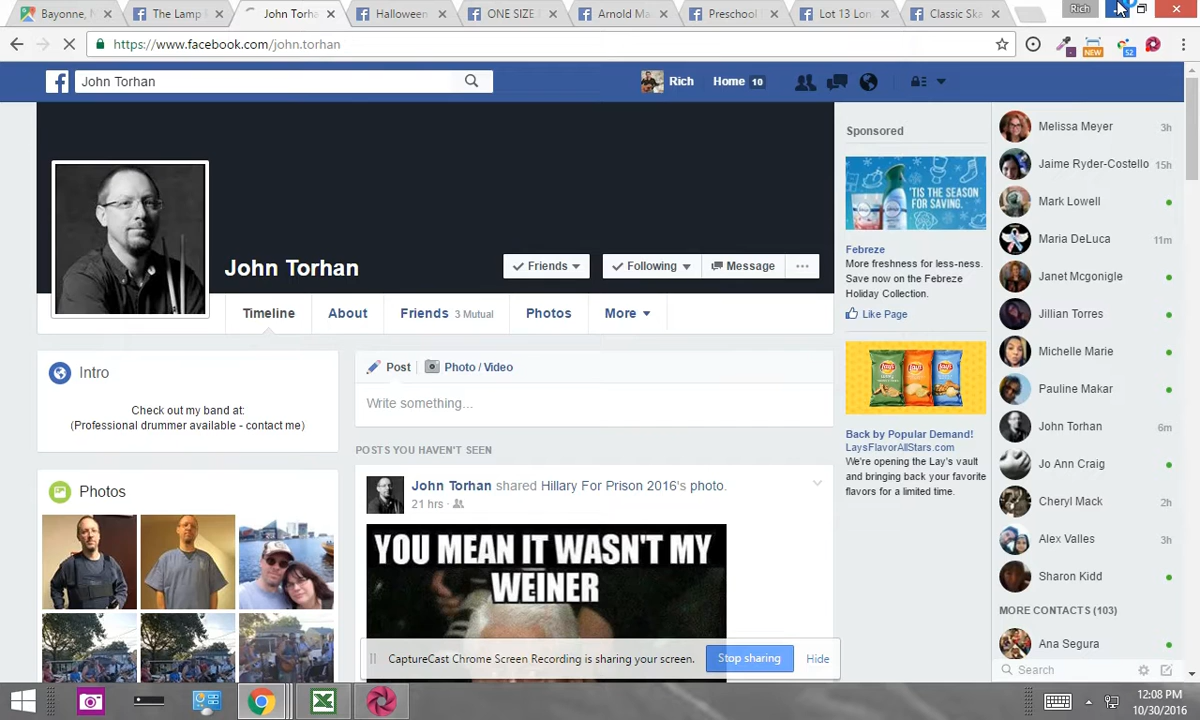 Bayonne, N
The Lamp
John Torhan
Halloween
ONE SIZE
Arnold Ma
Preschool
Lot 13 Lon
Classic Ska
Rich
https://www.facebook.com/john.torhan
NEW
52
John Torhan
Rich
Home 10
John Torhan
Friends
Following
Message
Timeline
About
Friends 3 Mutual
Photos
More
Intro
Check out my band at:
(Professional drummer available - contact me)
Photos
Post
Photo / Video
Write something...
POSTS YOU HAVEN'T SEEN
John Torhan shared Hillary For Prison 2016's photo.
21 hrs
YOU MEAN IT WASN'T MY
WEINER
Sponsored
'TIS THE SEASON
FOR SAVING.
Febreze
More freshness for less-ness.
Save now on the Febreze
Holiday Collection.
Like Page
Back by Popular Demand!
LaysFlavorAllStars.com
We're opening the Lay's vault
and bringing back your favorite
flavors for a limited time.
Melissa Meyer 3h
Jaime Ryder-Costello 15h
Mark Lowell
Maria DeLuca 11m
Janet Mcgonigle
Jillian Torres
Michelle Marie
Pauline Makar
John Torhan 6m
Jo Ann Craig
Cheryl Mack 2h
Alex Valles 3h
Sharon Kidd
MORE CONTACTS (103)
Ana Segura
Search
CaptureCast Chrome Screen Recording is sharing your screen.
Stop sharing
Hide
12:08 PM
10/30/2016